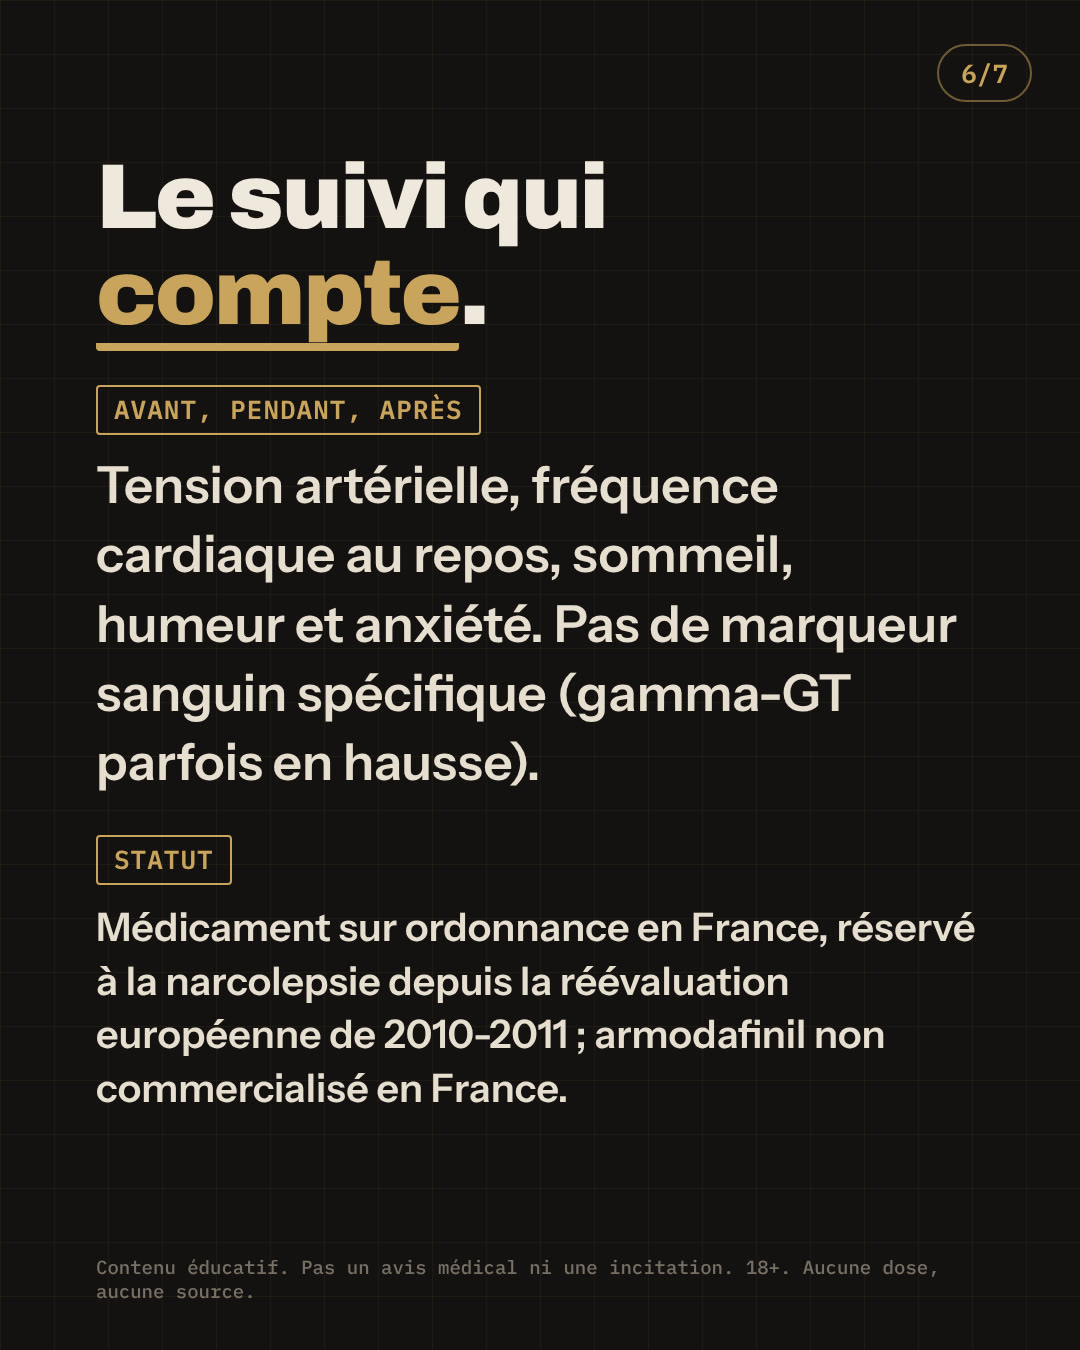 6/7
Le suivi qui
compte.
AVANT, PENDANT, APRÈS
Tension artérielle, fréquence
cardiaque au repos, sommeil,
humeur et anxiété. Pas de marqueur
sanguin spécifique (gamma-GT
parfois en hausse).
STATUT
Médicament sur ordonnance en France, réservé
à la narcolepsie depuis la réévaluation
européenne de 2010-2011 ; armodafinil non
commercialisé en France.
Contenu éducatif. Pas un avis médical ni une incitation. 18+. Aucune dose,
aucune source.